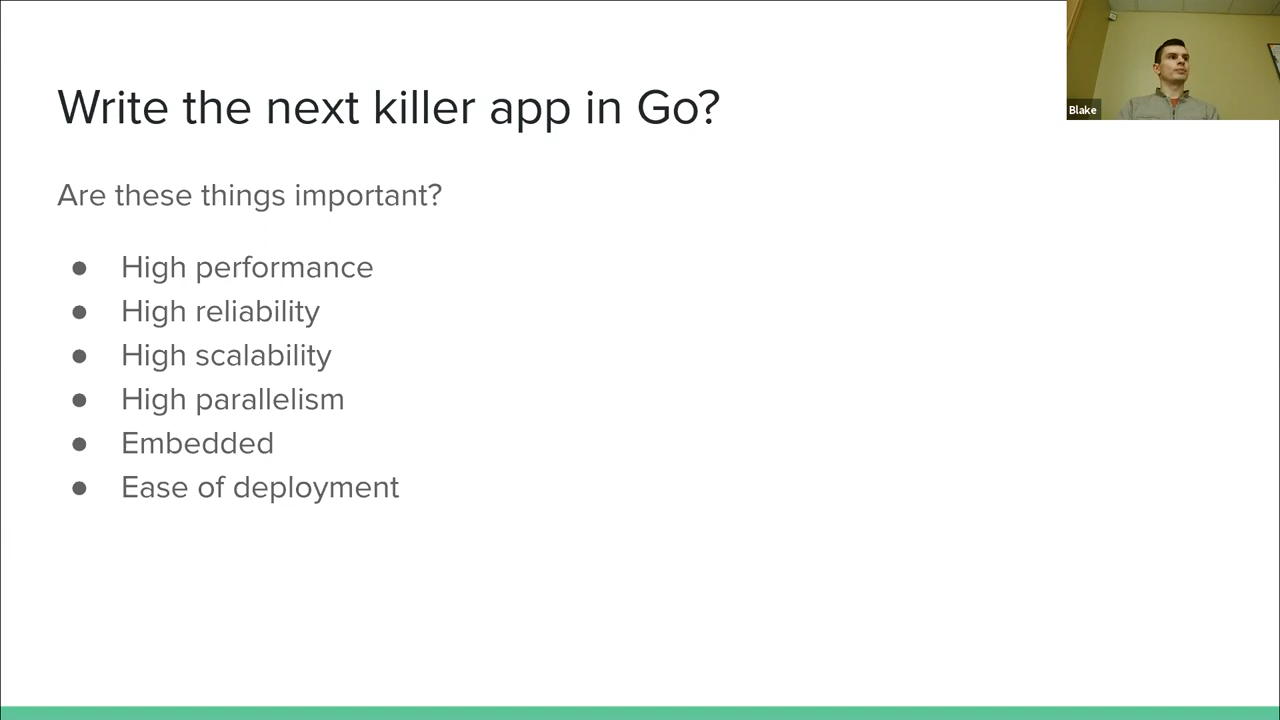 Write the next killer app in Go?
Blake
Are these things important?
● High performance
● High reliability
● High scalability
● High parallelism
● Embedded
● Ease of deployment